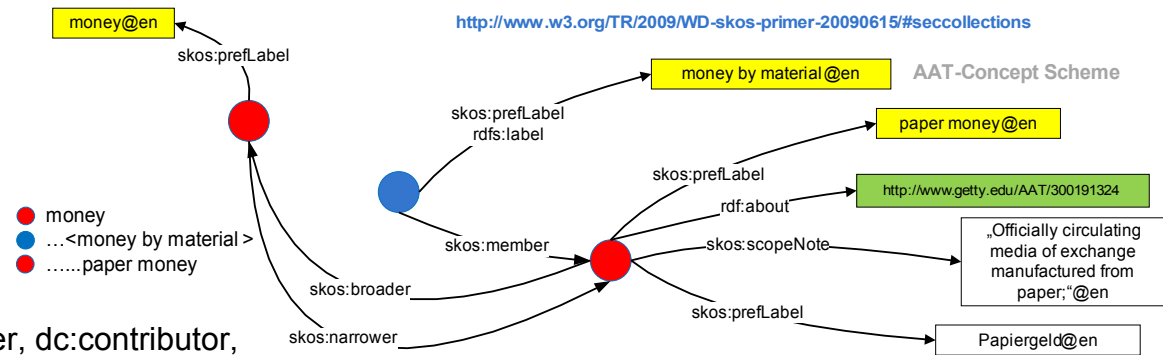 money@en
http://www.w3.org/TR/2009/WD-skos-primer-20090615/#seccollections
skos:prefLabel
money by material@en
AAT-Concept Scheme
skos:prefLabel
rdfs:label
paper money@en
skos:prefLabel
http://www.getty.edu/AAT/300191324
rdf:about
money
…<money by material >
…...paper money
skos:member
skos:scopeNote
„Officially circulating
media of exchange
manufactured from
paper;“@en
skos:broader
skos:prefLabel
skos:narrower
Papiergeld@en
er, dc:contributor,